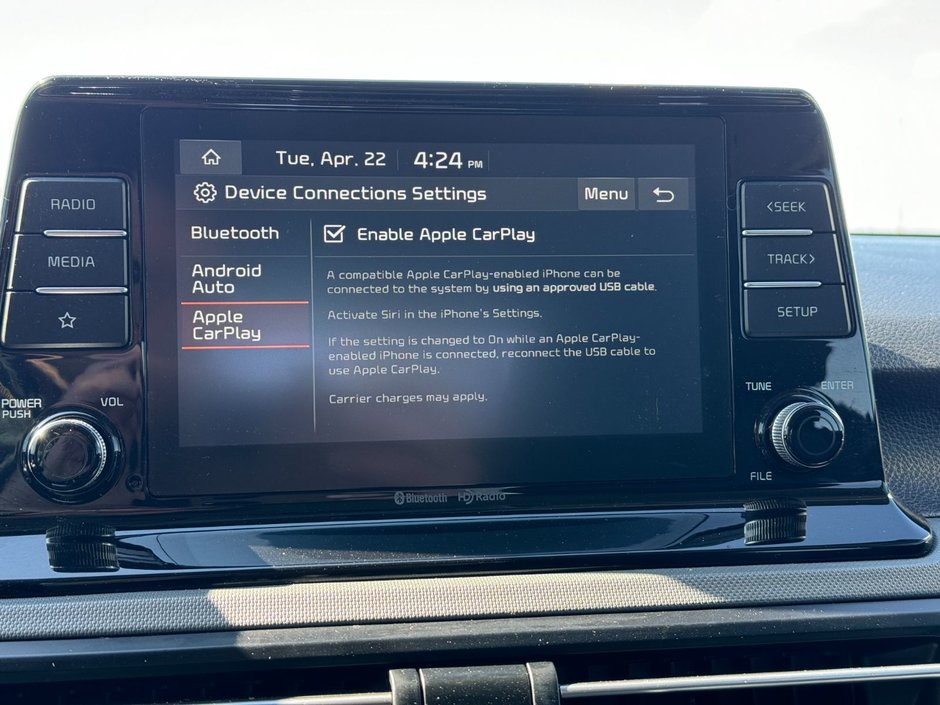 Tue, Apr. 22
4:24 PM
Device Connections Settings
Menu
Bluetooth
Android
Auto
Apple
CarPlay
Enable Apple CarPlay
A compatible Apple CarPlay-enabled iPhone can be
connected to the system by using an approved USB cable.
Activate Siri in the iPhone's Settings.
If the setting is changed to On while an Apple CarPlay-
enabled iPhone is connected, reconnect the USB cable to
use Apple CarPlay.
Carrier charges may apply.
RADIO
MEDIA
POWER
PUSH
VOL
<SEEK
TRACK>
SETUP
TUNE
ENTER
FILE
Bluetooth
HD Radio